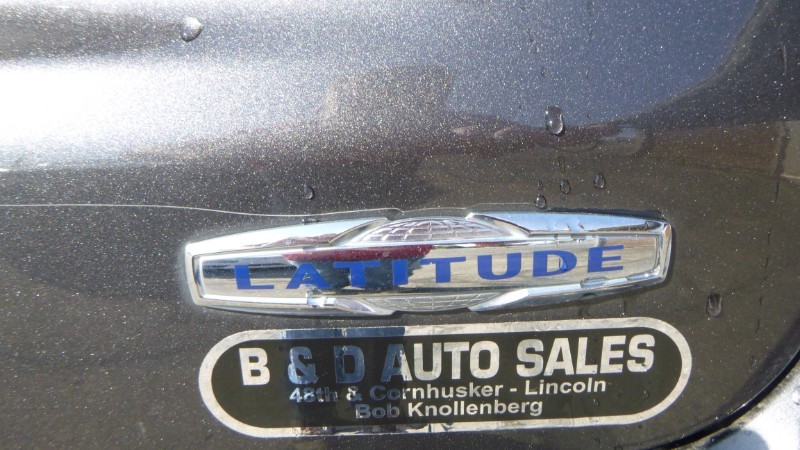 LATITUDE
B & D AUTO SALES
48th & Cornhusker - Lincoln
Bob Knollenberg